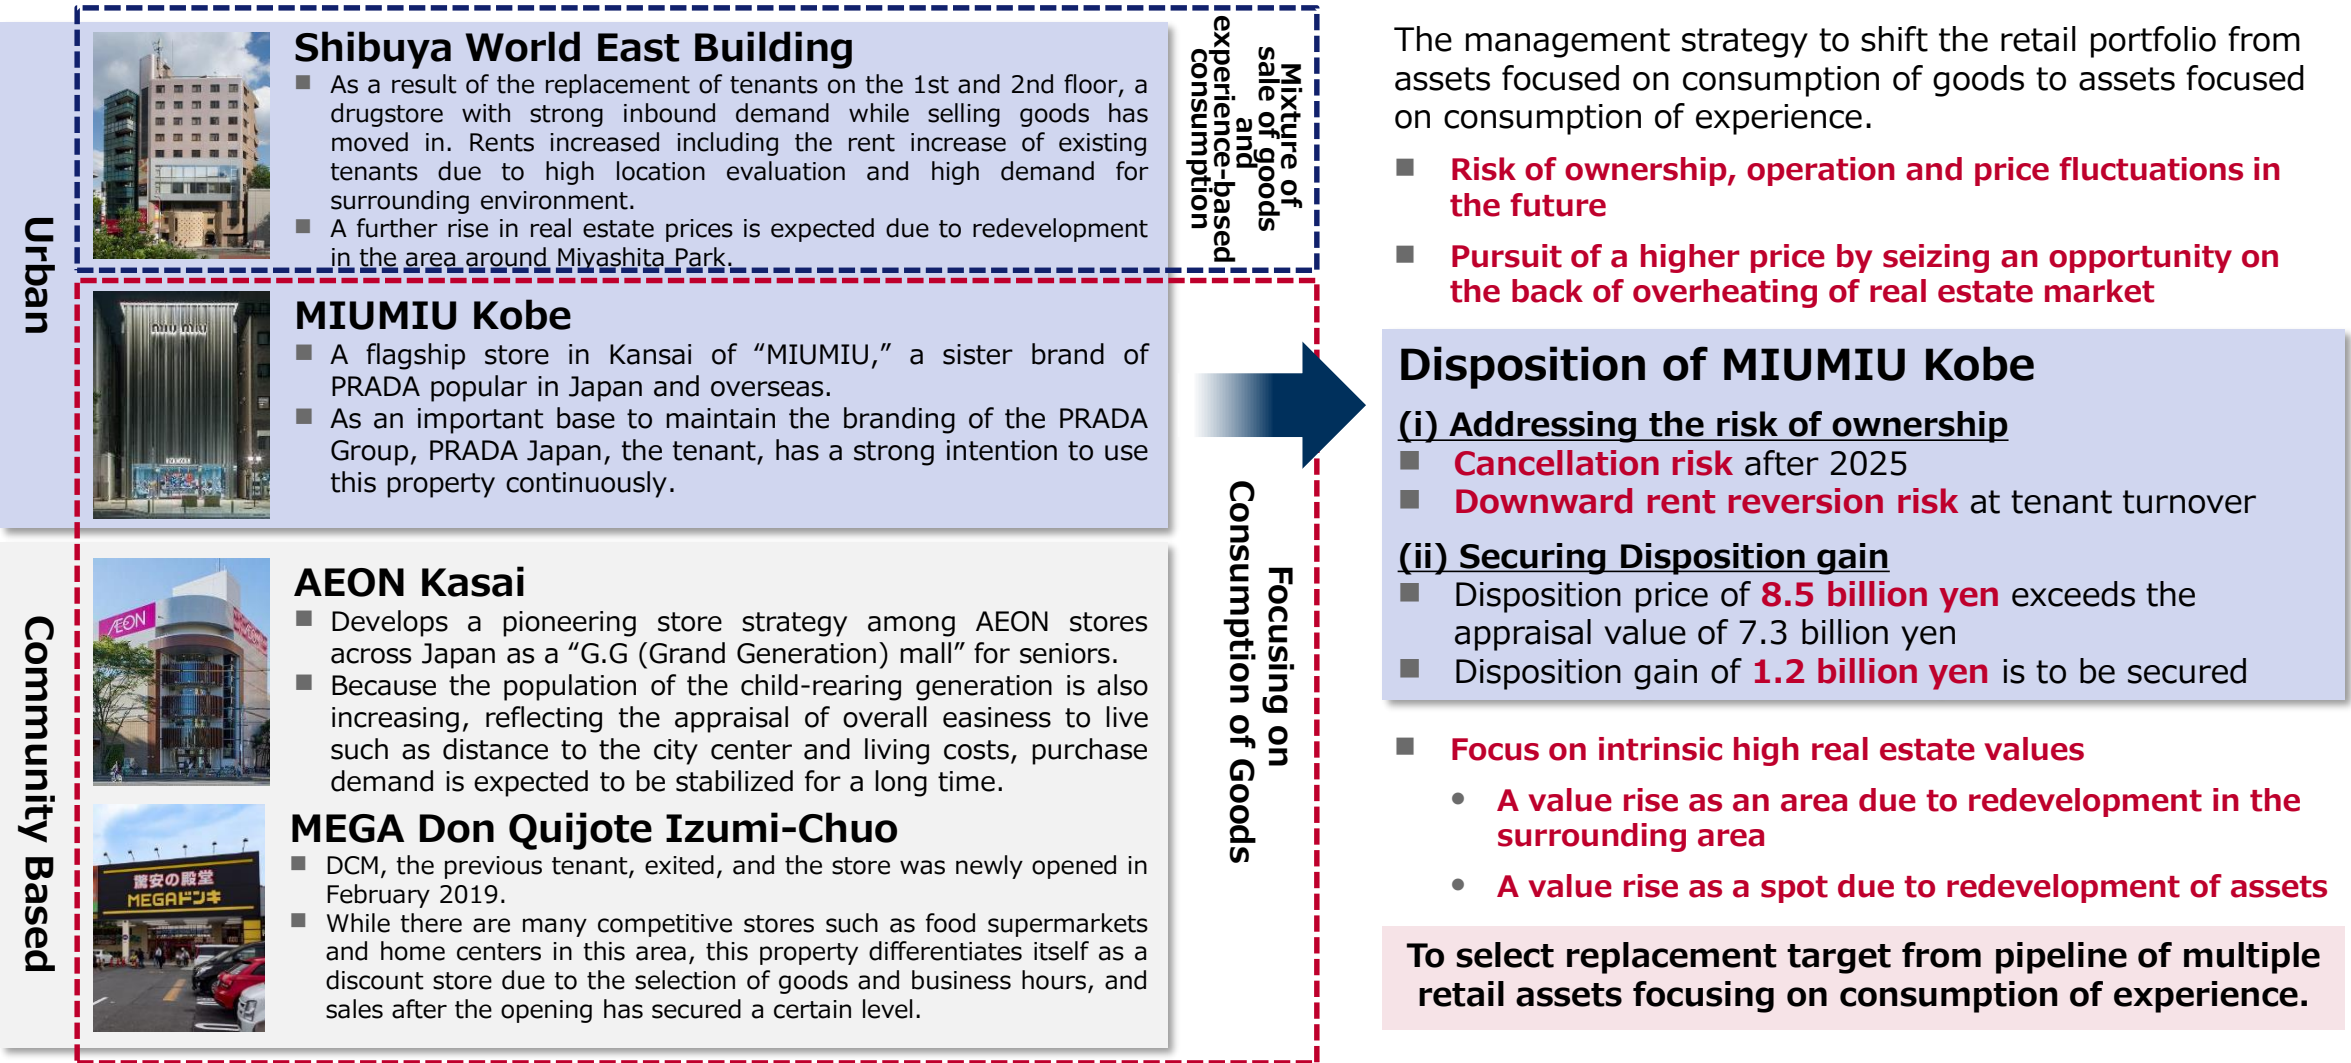 Urban
Shibuya World East Building
■ As a result of the replacement of tenants on the 1st and 2nd floor, a
drugstore with strong inbound demand while selling goods has
moved in. Rents increased including the rent increase of existing
tenants due to high location evaluation and high demand for
surrounding environment.
■ A further rise in real estate prices is expected due to redevelopment
in the area around Miyashita Park.
Mixture of
sale of goods
and
experience-based
consumption
miu miu
MIUMIU Kobe
■ A flagship store in Kansai of “MIUMIU,” a sister brand of
PRADA popular in Japan and overseas.
■ As an important base to maintain the branding of the PRADA
Group, PRADA Japan, the tenant, has a strong intention to use
this property continuously.
Community Based
AEON
AEON Kasai
■ Develops a pioneering store strategy among AEON stores
across Japan as a “G.G (Grand Generation) mall” for seniors.
■ Because the population of the child-rearing generation is also
increasing, reflecting the appraisal of overall easiness to live
such as distance to the city center and living costs, purchase
demand is expected to be stabilized for a long time.
驚安の殿堂
MEGAドンキ
MEGA Don Quijote Izumi-Chuo
■ DCM, the previous tenant, exited, and the store was newly opened in
February 2019.
■ While there are many competitive stores such as food supermarkets
and home centers in this area, this property differentiates itself as a
discount store due to the selection of goods and business hours, and
sales after the opening has secured a certain level.
Focusing on
Consumption of Goods
The management strategy to shift the retail portfolio from
assets focused on consumption of goods to assets focused
on consumption of experience.
■ Risk of ownership, operation and price fluctuations in
the future
■ Pursuit of a higher price by seizing an opportunity on
the back of overheating of real estate market
Disposition of MIUMIU Kobe
(i) Addressing the risk of ownership
■ Cancellation risk after 2025
■ Downward rent reversion risk at tenant turnover
(ii) Securing Disposition gain
■ Disposition price of 8.5 billion yen exceeds the
appraisal value of 7.3 billion yen
■ Disposition gain of 1.2 billion yen is to be secured
■ Focus on intrinsic high real estate values
• A value rise as an area due to redevelopment in the
surrounding area
• A value rise as a spot due to redevelopment of assets
To select replacement target from pipeline of multiple
retail assets focusing on consumption of experience.